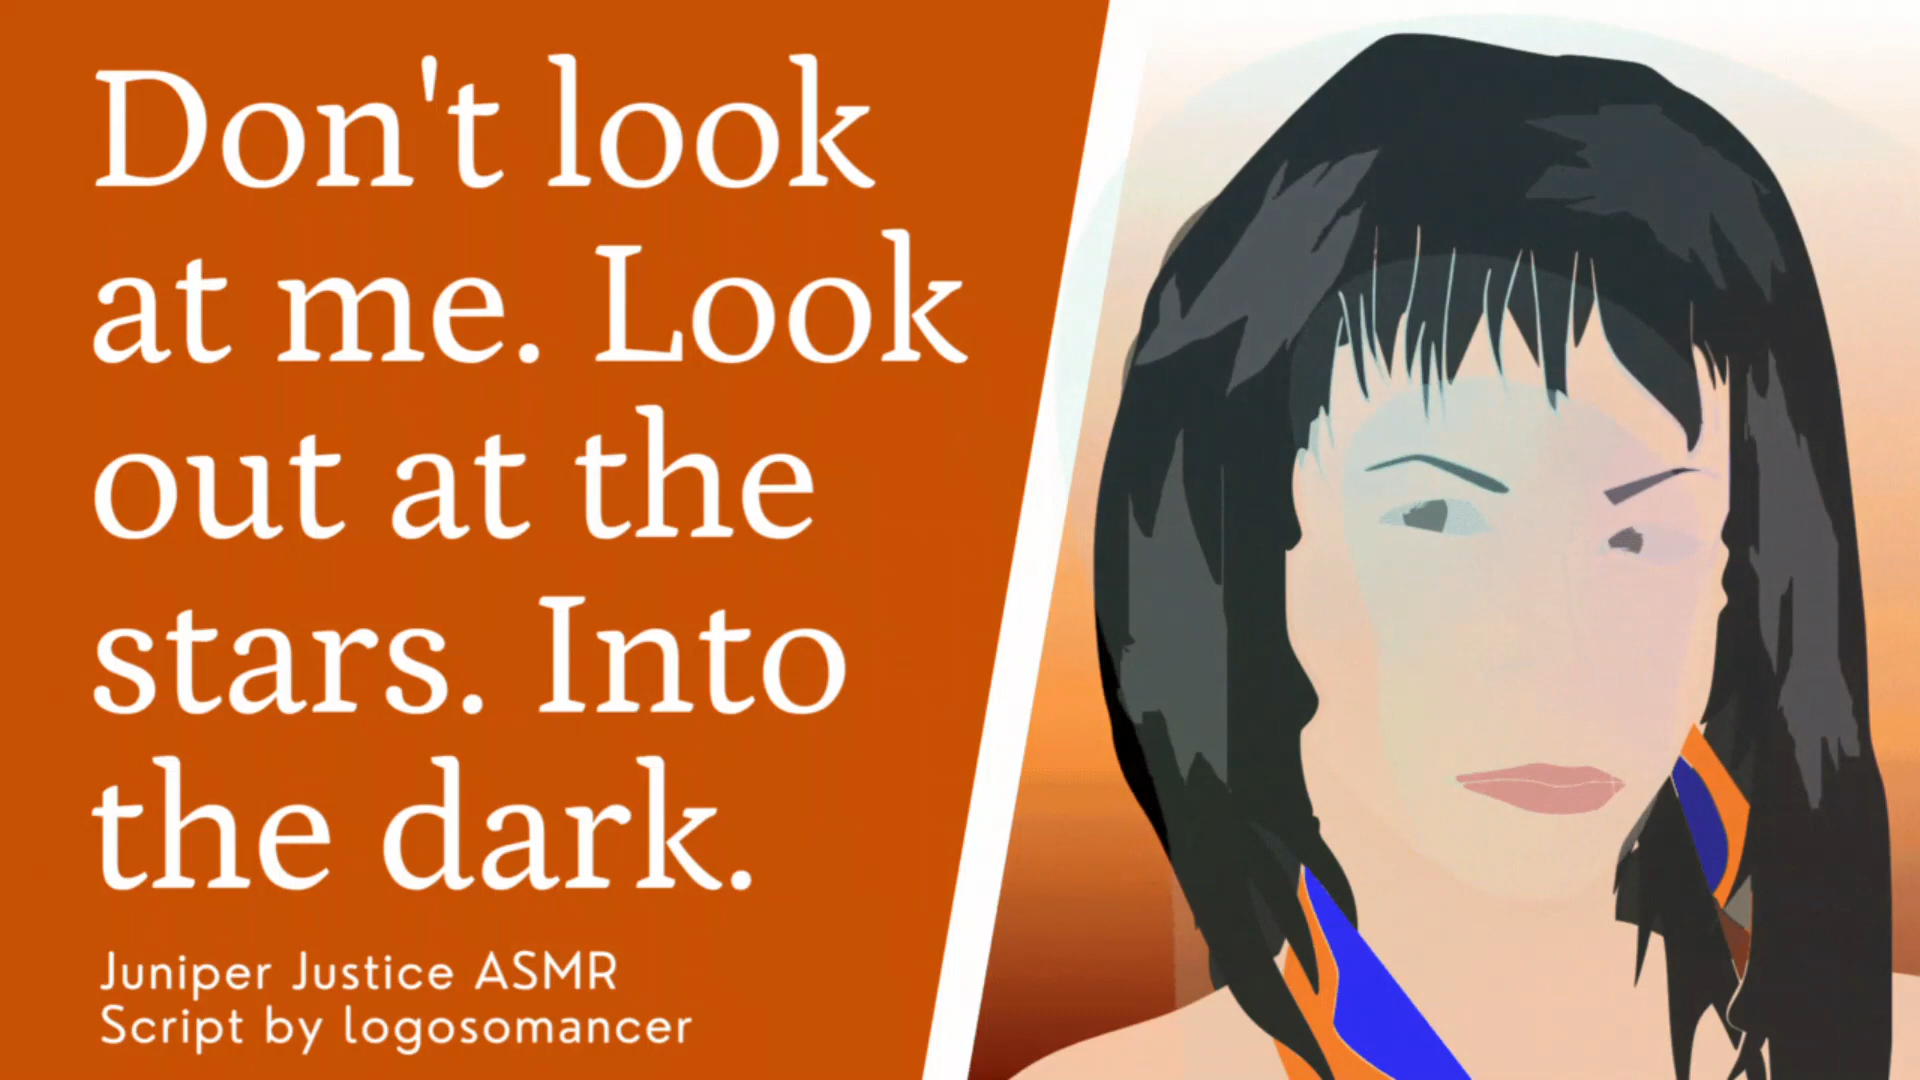 Don't look
at me. Look
out at the
stars. Into
the dark.
Juniper Justice ASMR
Script by logosomancer